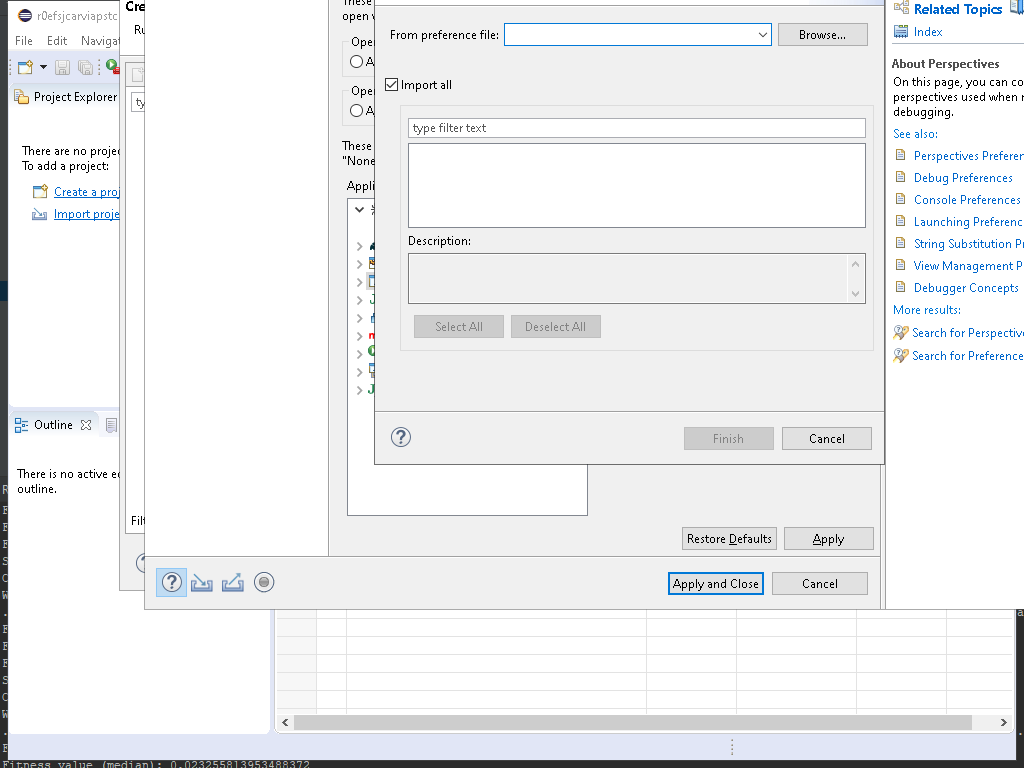 r0efsjcarviapstc
File Edit Navigat
Project Explorer
There are no projec
To add a project:
Create a proj
Import proje
Outline
There is no active ed
outline.
Cre
Ru
ty
Filt
These
open w
Oper
A
Oper
A
These
"None
Appli
From preference file:
Browse...
Import all
type filter text
Description:
Select All
Deselect All
Finish
Cancel
Restore Defaults
Apply
Apply and Close
Cancel
Related Topics
Index
About Perspectives
On this page, you can co
perspectives used when r
debugging.
See also:
Perspectives Preferen
Debug Preferences
Console Preferences
Launching Preferenc
String Substitution Pr
View Management P
Debugger Concepts
More results:
Search for Perspective
Search for Preference
Fitness value (median): 0.023255813953488372